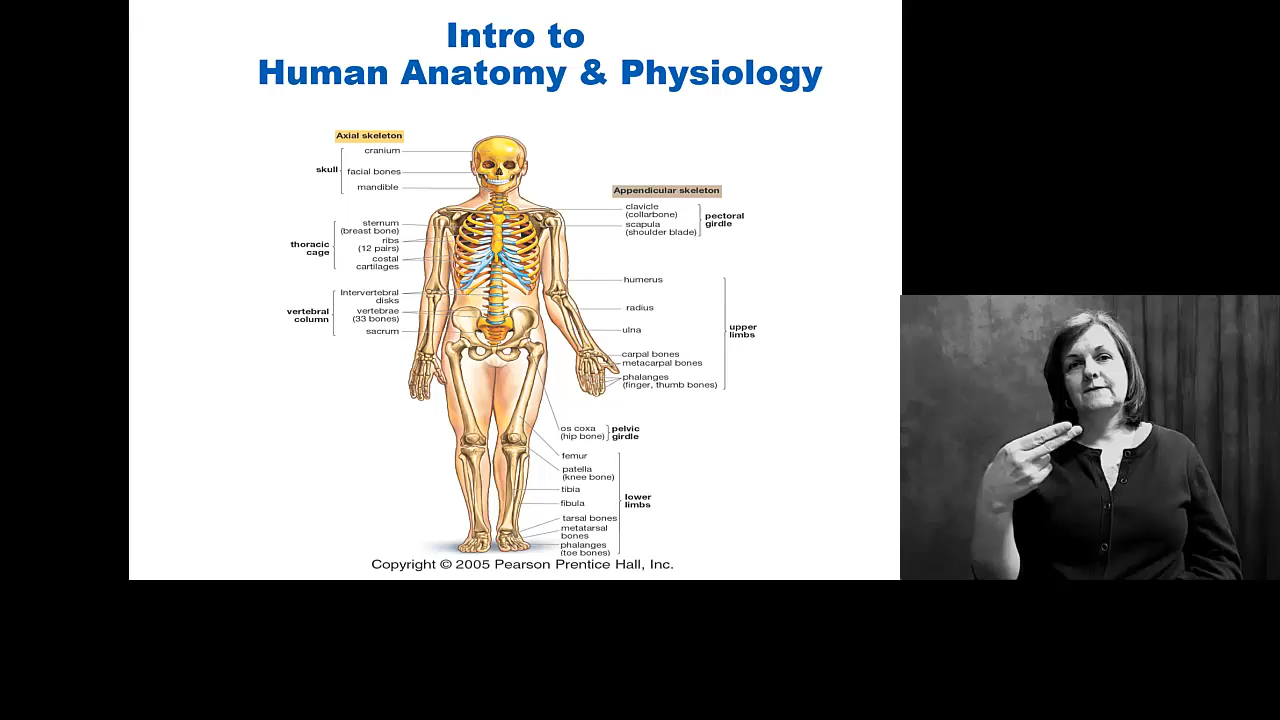 Intro to
Human Anatomy & Physiology
Axial skeleton
cranium
skull
facial bones
mandible
sternum
(breast bone)
thoracic
cage
ribs
(12 pairs)
costal
cartilages
Intervertebral
disks
vertebral
column
vertebrae
(33 bones)
sacrum
Appendicular skeleton
clavicle
(collarbone)
scapula
(shoulder blade)
pectoral
girdle
humerus
radius
ulna
upper
limbs
carpal bones
metacarpal bones
phalanges
(finger, thumb bones)
os coxa
(hip bone)
pelvic
girdle
femur
patella
(knee bone)
tibia
fibula
lower
limbs
tarsal bones
metatarsal
bones
phalanges
(toe bones)
Copyright © 2005 Pearson Prentice Hall, Inc.